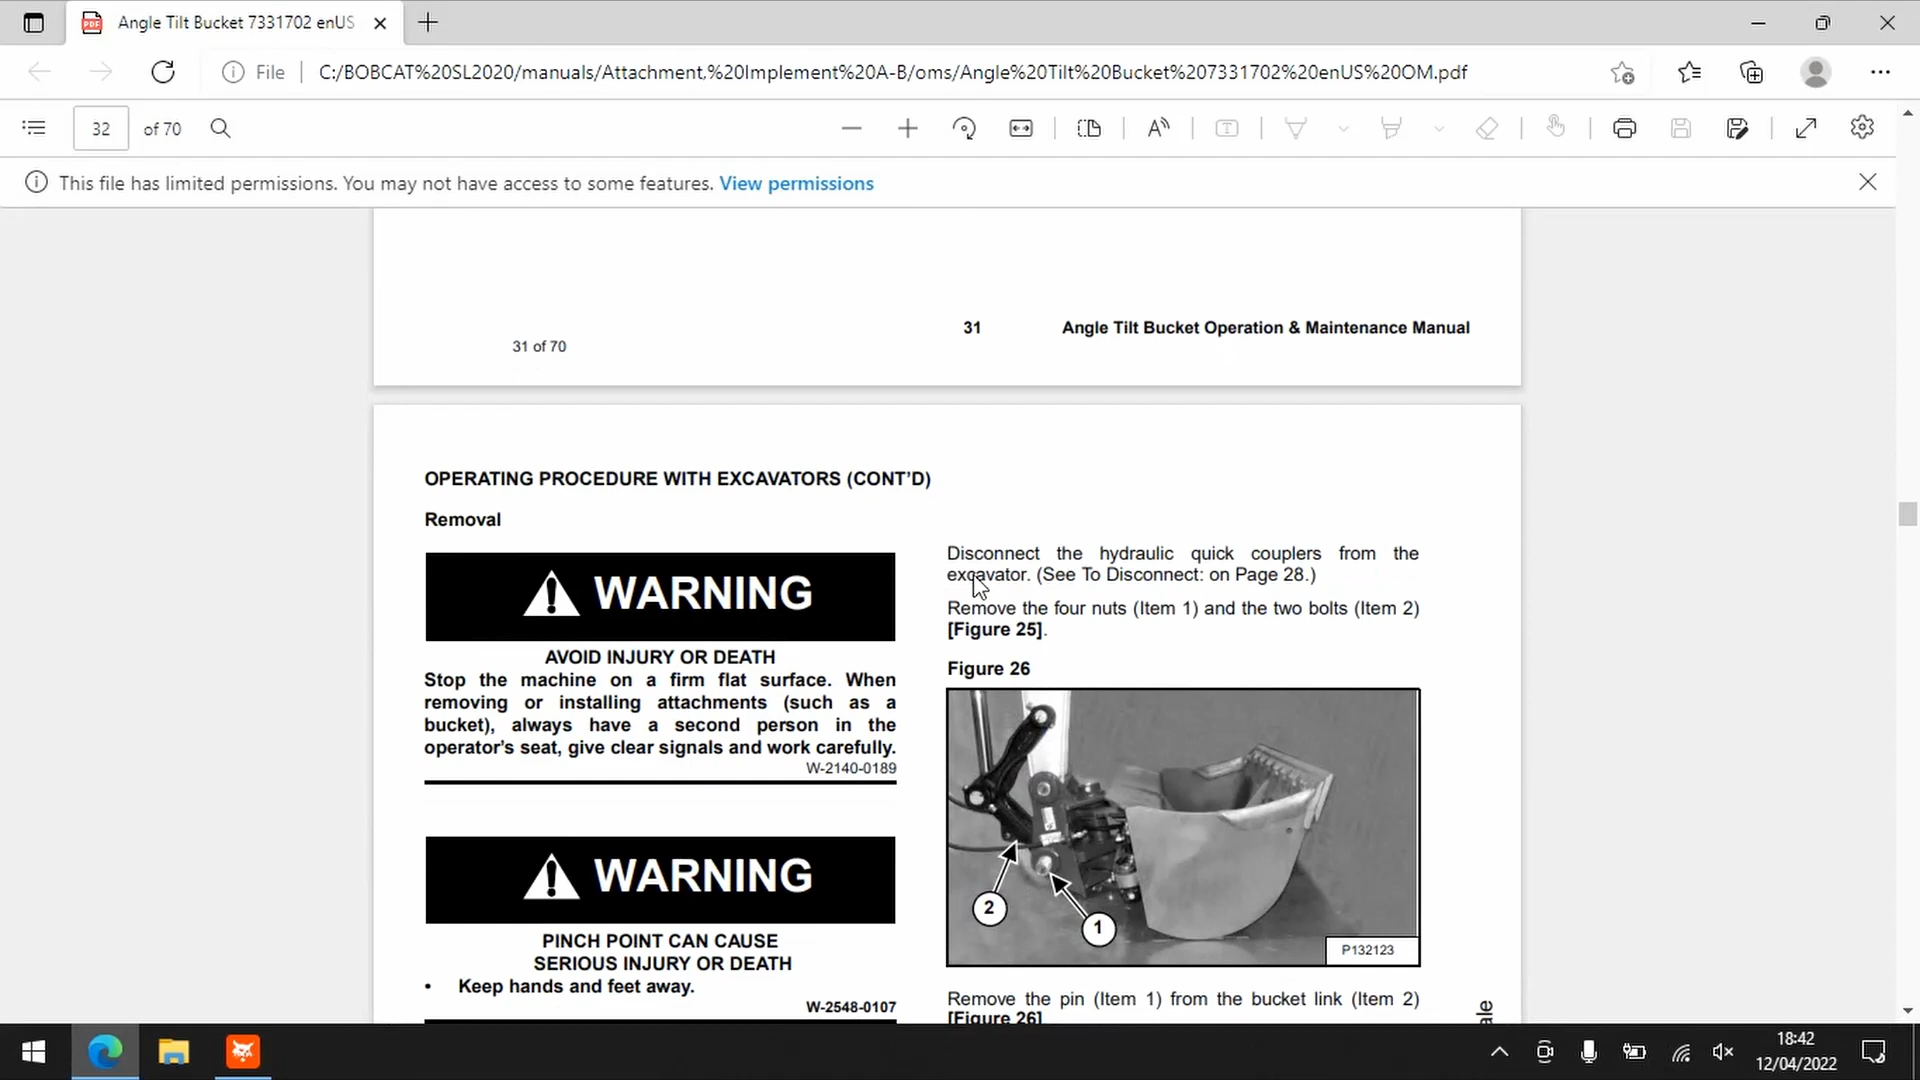 Angle Tilt Bucket 7331702 enUS
File
C:/BOBCAT%20SL2020/manuals/Attachment,%20Implement%20A-B/oms/Angle%20Tilt%20Bucket%207331702%20enUS%20OM.pdf
32 of 70
This file has limited permissions. You may not have access to some features. View permissions
31 Angle Tilt Bucket Operation & Maintenance Manual
31 of 70
OPERATING PROCEDURE WITH EXCAVATORS (CONT'D)
Removal
WARNING
AVOID INJURY OR DEATH
Stop the machine on a firm flat surface. When
removing or installing attachments (such as a
bucket), always have a second person in the
operator's seat, give clear signals and work carefully.
W-2140-0189
WARNING
PINCH POINT CAN CAUSE
SERIOUS INJURY OR DEATH
• Keep hands and feet away.
W-2548-0107
Disconnect the hydraulic quick couplers from the
excavator. (See To Disconnect: on Page 28.)
Remove the four nuts (Item 1) and the two bolts (Item 2)
[Figure 25].
Figure 26
2
1
P132123
Remove the pin (Item 1) from the bucket link (Item 2)
[Figure 26]
ale
18:42
12/04/2022